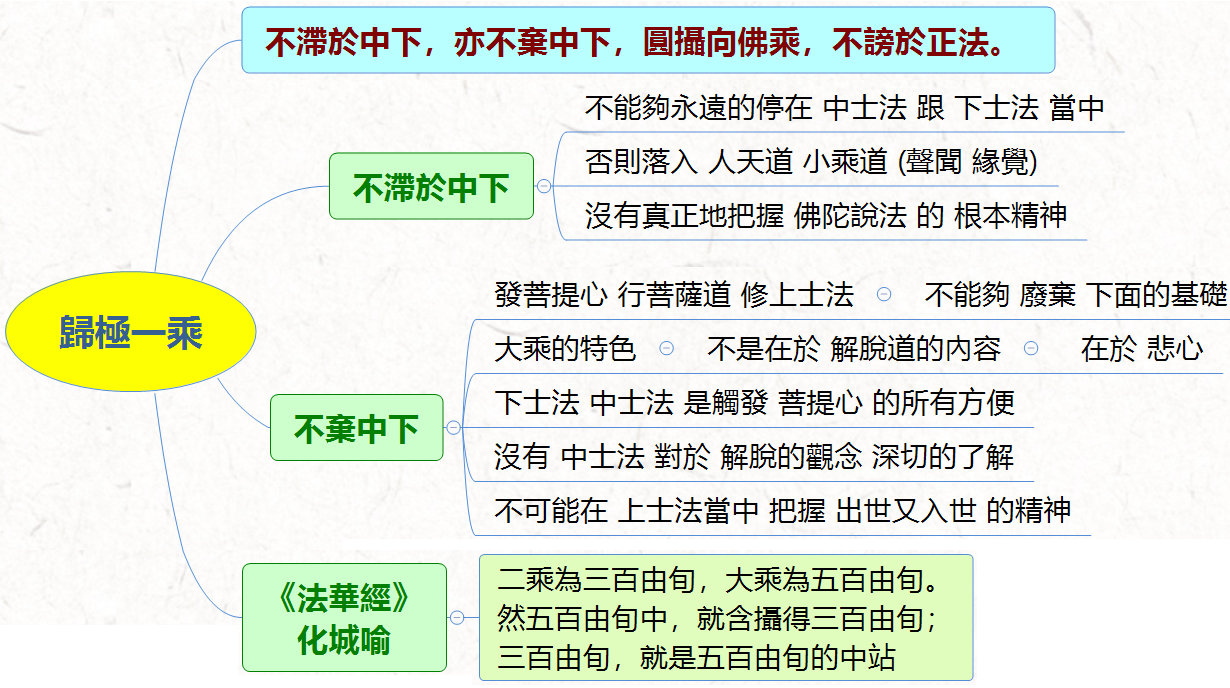 不滯於中下，亦不棄中下，圓攝向佛乘，不謗於正法。
歸極一乘
不滯於中下
不能夠永遠的停在 中士法 跟 下士法 當中
否則落入 人天道 小乘道 (聲聞 緣覺)
沒有真正地把握 佛陀說法 的 根本精神
不棄中下
發菩提心 行菩薩道 修上士法 不能夠 廢棄 下面的基礎
大乘的特色 不是在於 解脫道的內容 在於 悲心
下士法 中士法 是觸發 菩提心 的所有方便
沒有 中士法 對於 解脫的觀念 深切的了解
不可能在 上士法當中 把握 出世又入世 的精神
《法華經》
化城喻
二乘為三百由旬，大乘為五百由旬。
然五百由旬中，就含攝得三百由旬；
三百由旬，就是五百由旬的中站